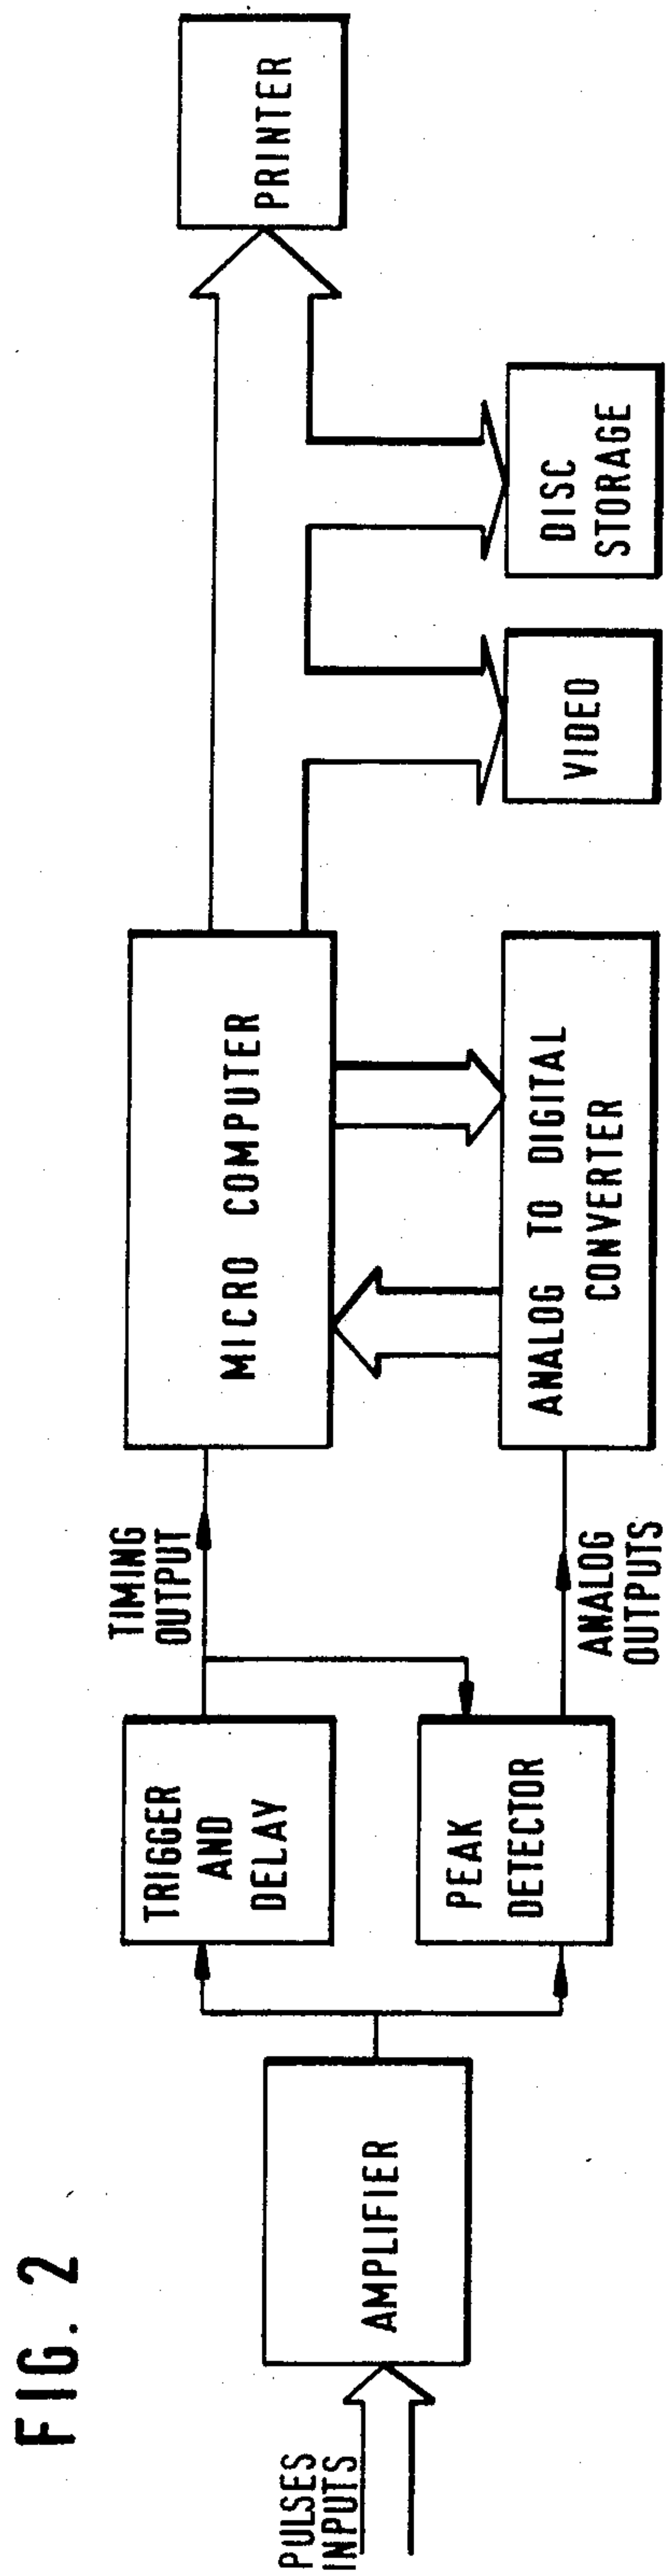 FIG. 2
PULSES
INPUTS
AMPLIFIER
TRIGGER
AND
DELAY
PEAK
DETECTOR
TIMING
OUTPUT
ANALOG
OUTPUTS
MICRO COMPUTER
ANALOG TO DIGITAL
CONVERTER
VIDEO
DISC
STORAGE
PRINTER